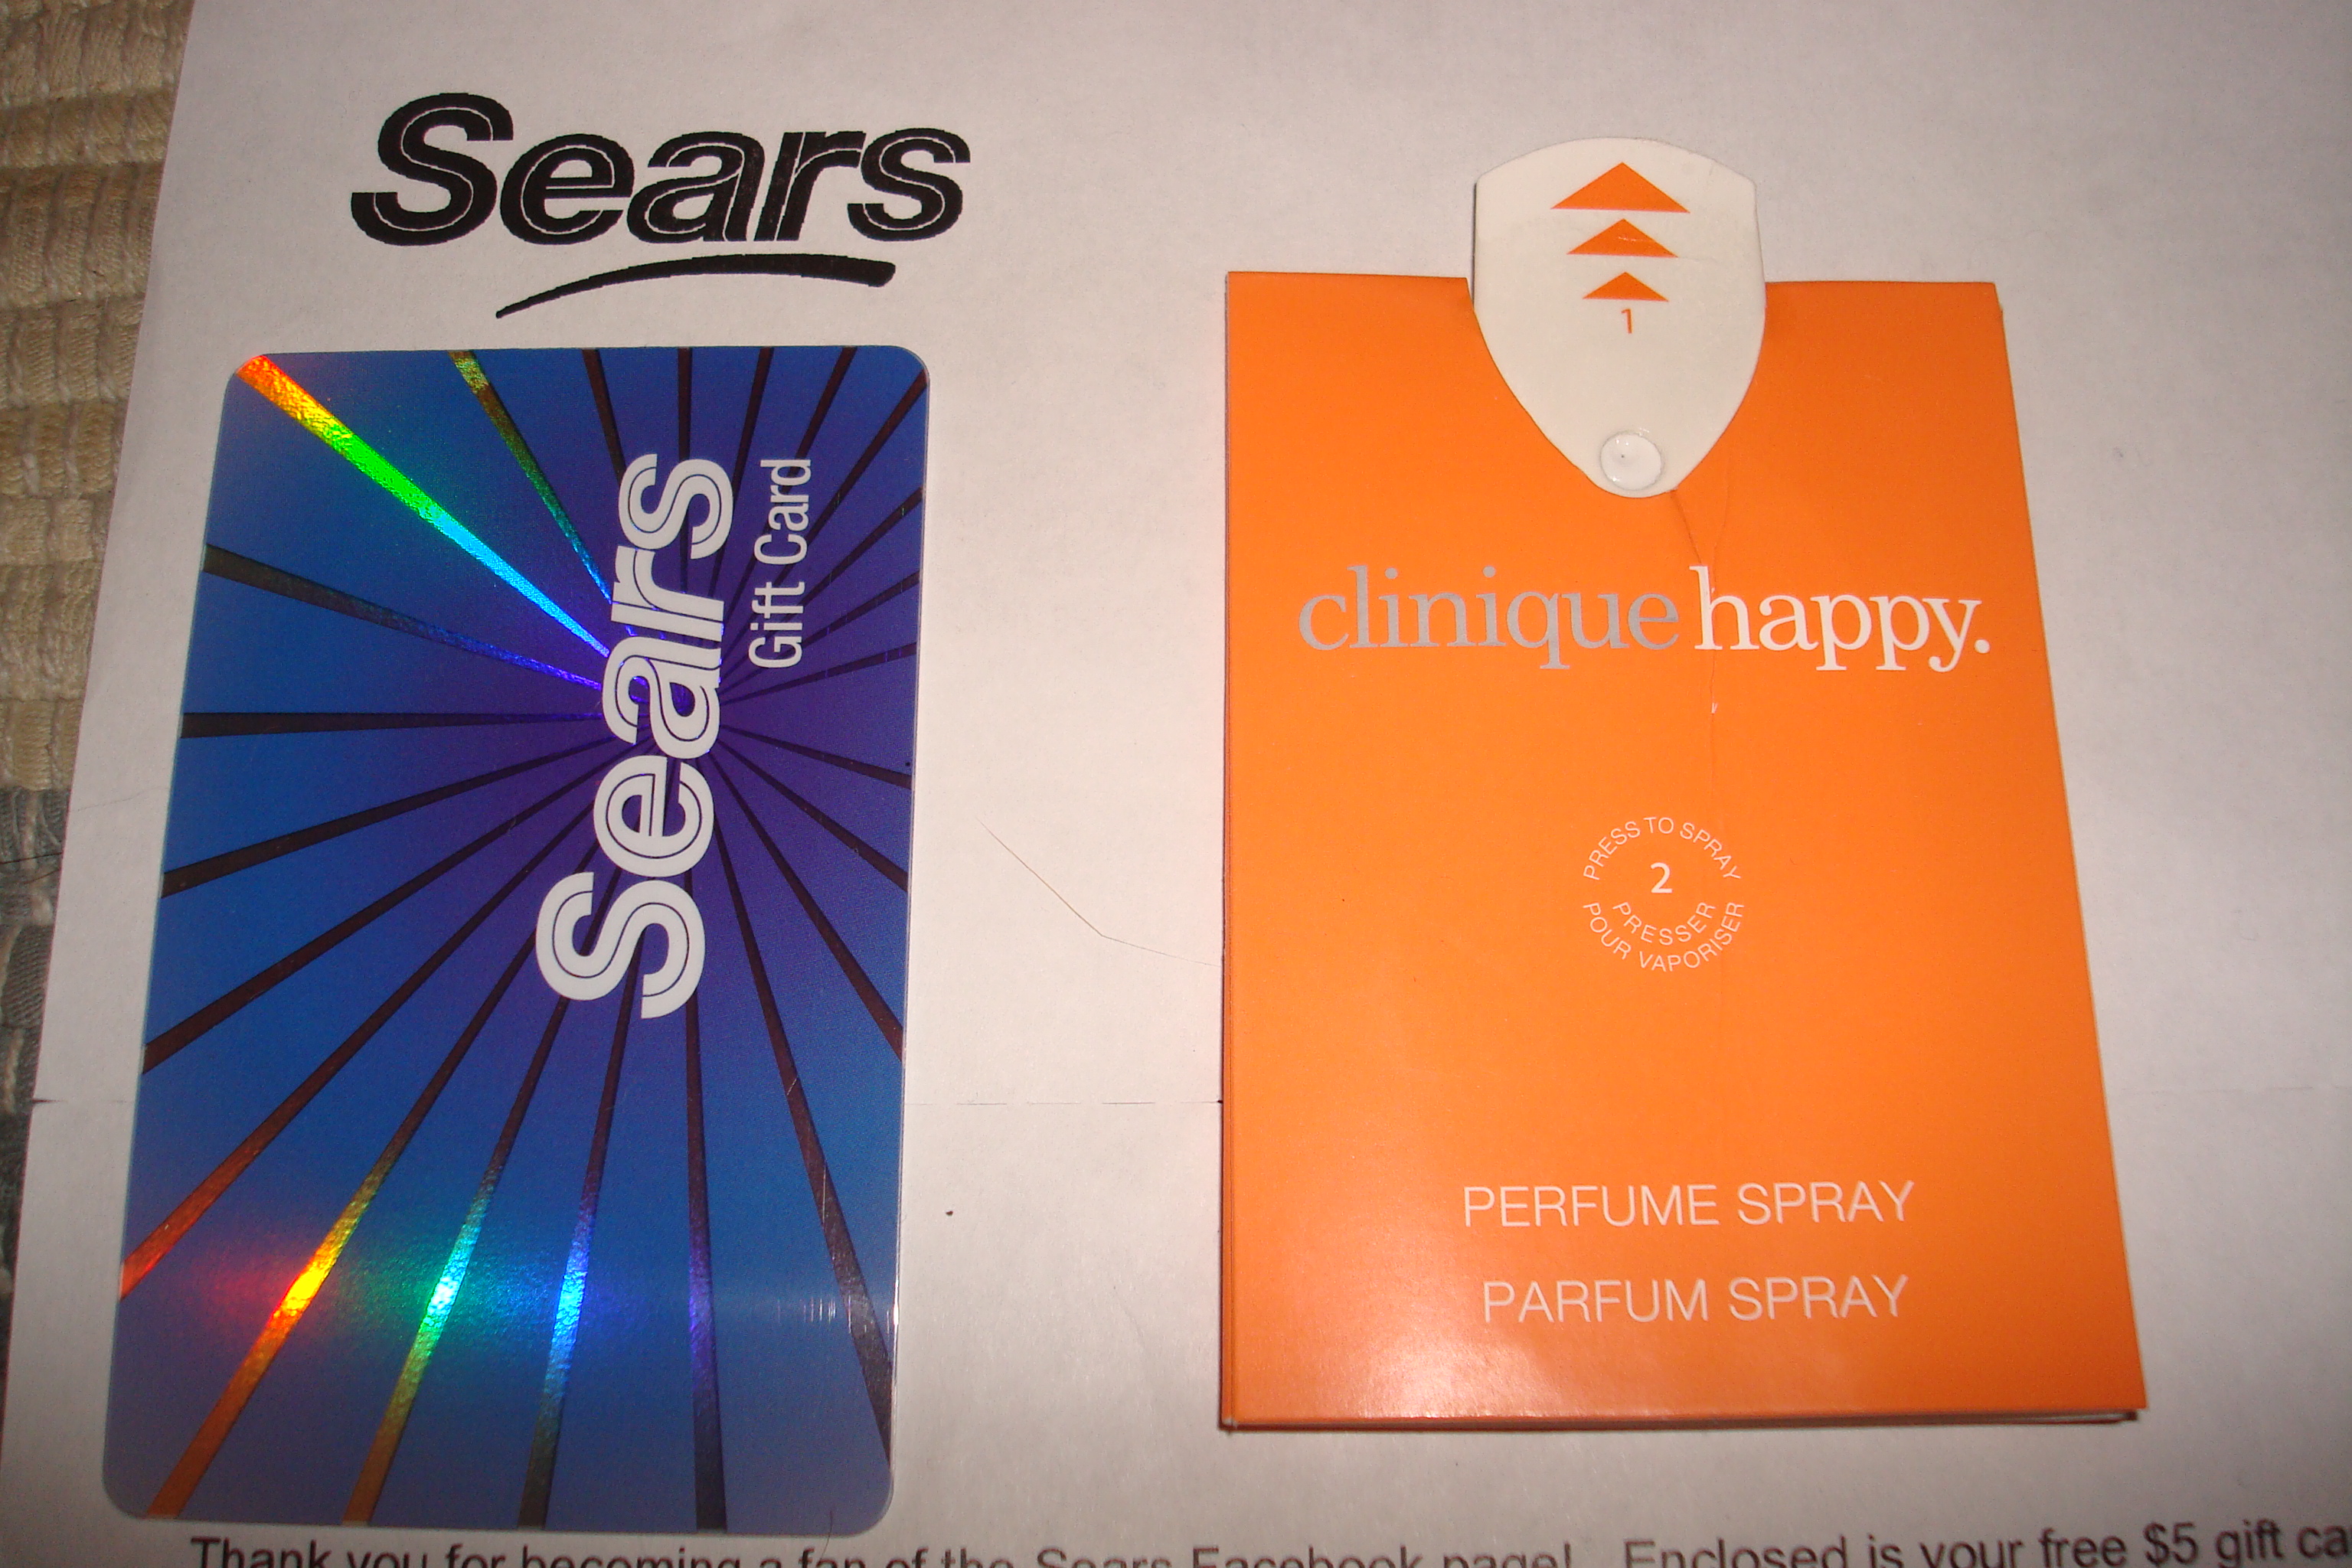 Sears
Sears
Gift Card
1
clinique happy.
PRESS TO SPRAY
2
PRESSER
POUR VAPORISER
PERFUME SPRAY
PARFUM SPRAY
Thank you for becoming a fan of the Sears Facebook page! Enclosed is your free $5 gift ca